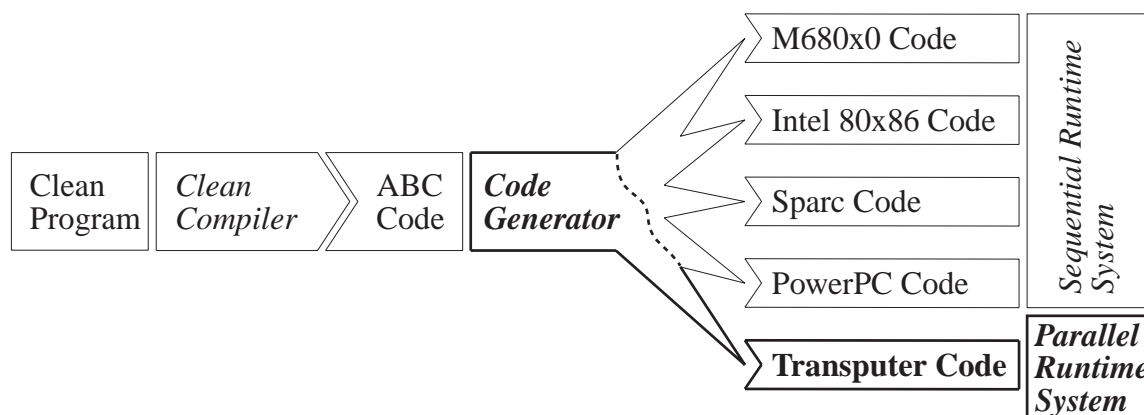 Clean
Program
Clean
Compiler
ABC
Code
Code
Generator
M680x0 Code
Intel 80x86 Code
Sparc Code
PowerPC Code
Transputer Code
Sequential Runtime
System
Parallel
Runtime
System